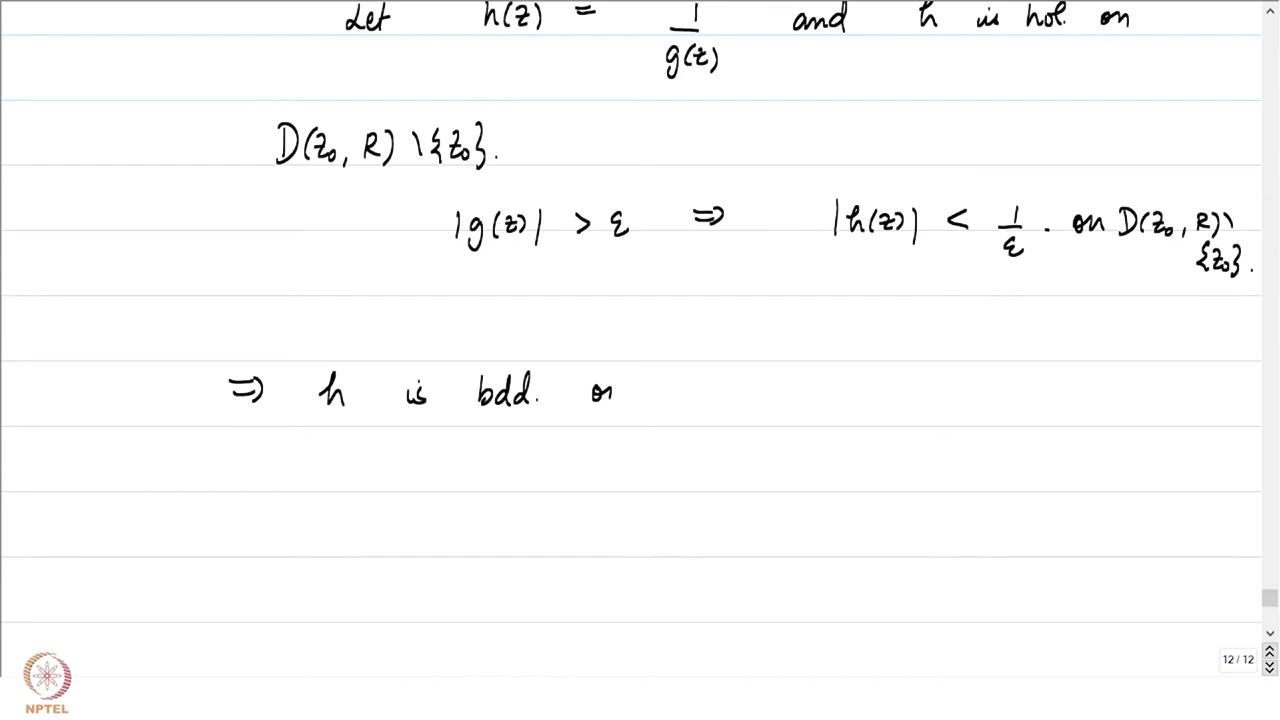 Let h(z) = 1/g(z) and h is hol. on
D(z₀, R) \ {z₀}.
|g(z)| > ε ⇒ |h(z)| < 1/ε . on D(z₀, R) \
{z₀}.
⇒ h is bdd. on
12 / 12
NPTEL